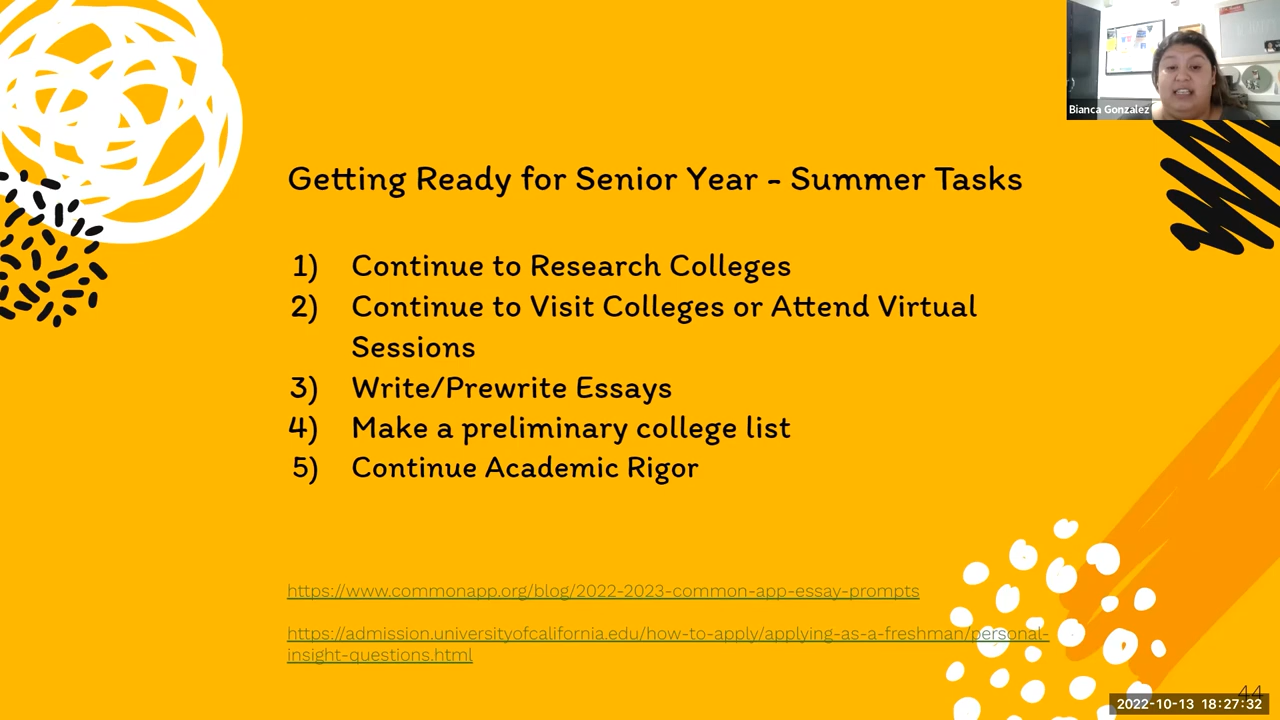 Bianca Gonzalez
Getting Ready for Senior Year - Summer Tasks
1) Continue to Research Colleges
2) Continue to Visit Colleges or Attend Virtual
Sessions
3) Write/Prewrite Essays
4) Make a preliminary college list
5) Continue Academic Rigor
https://www.commonapp.org/blog/2022-2023-common-app-essay-prompts
https://admission.universityofcalifornia.edu/how-to-apply/applying-as-a-freshman/personal-
insight-questions.html
44
2022-10-13 18:27:32